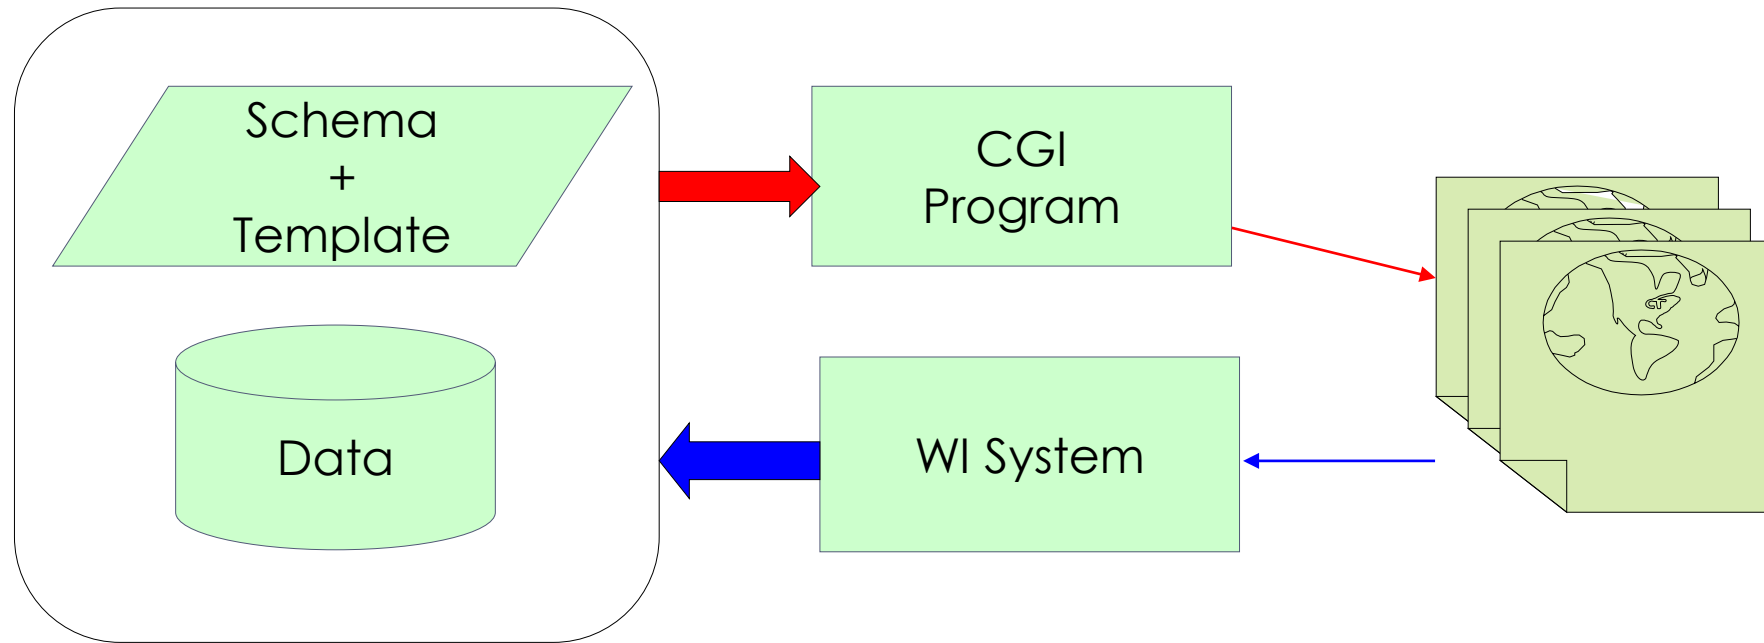 Schema
+
Template
CGI
Program
Data
WI System